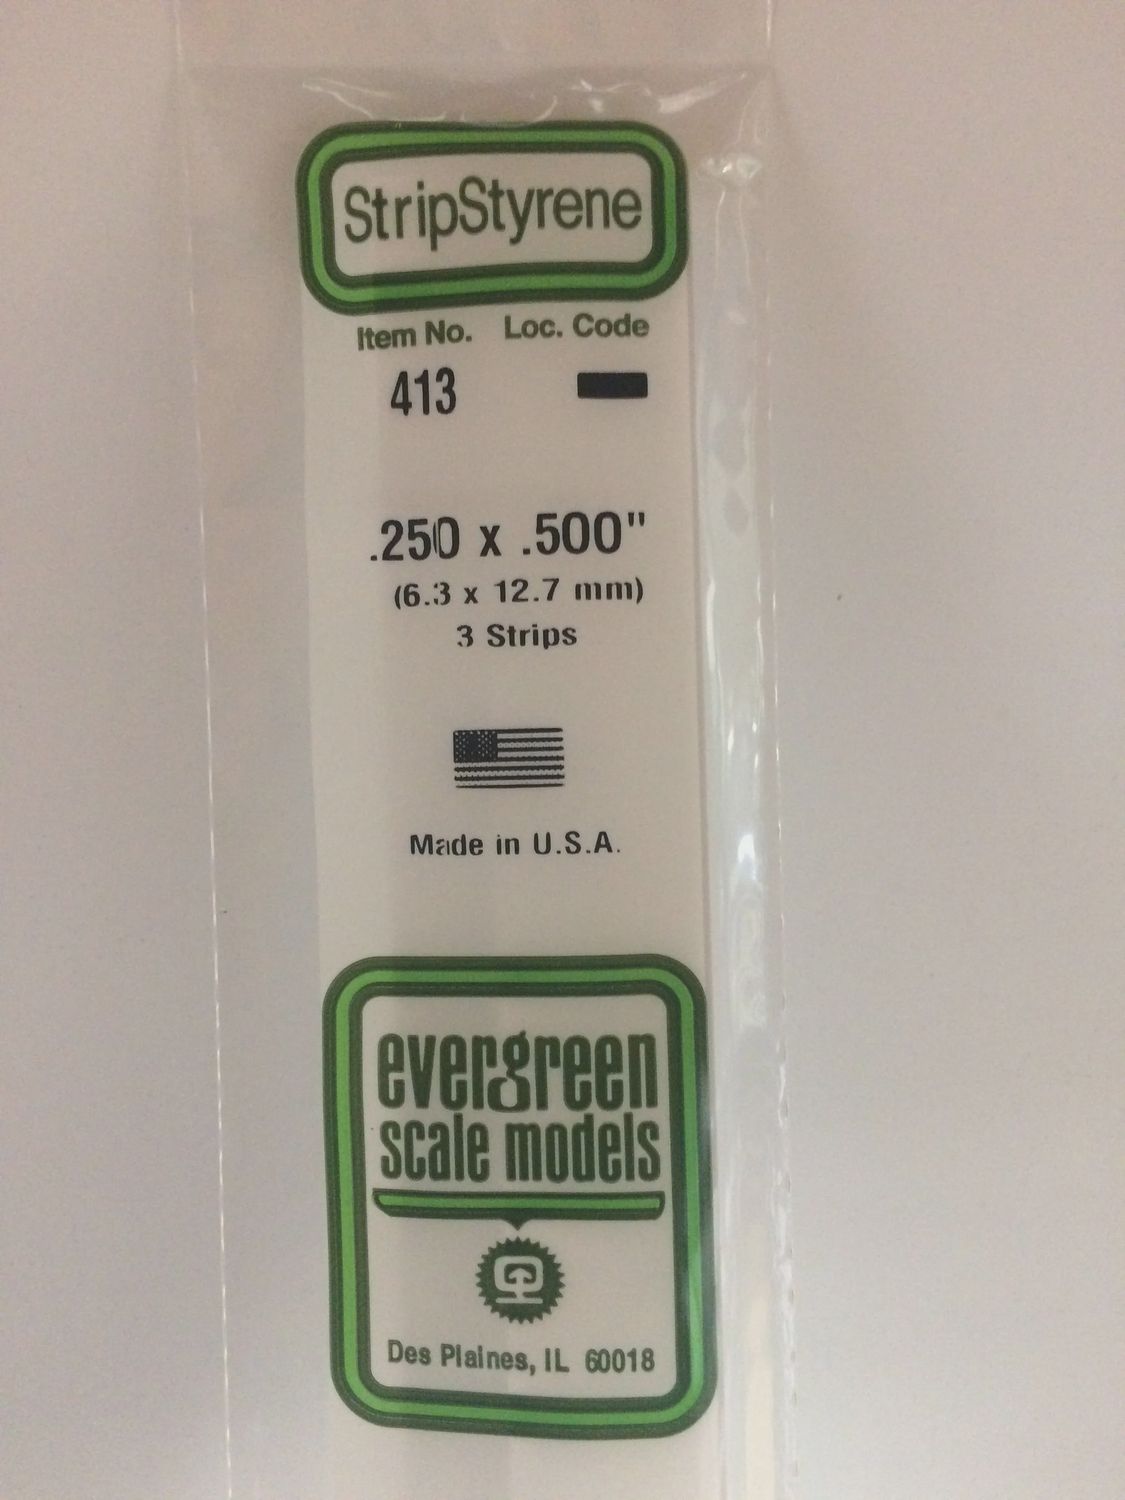 StripStyrene
Item No. Loc. Code
413
.250 x .500"
(6.3 x 12.7 mm)
3 Strips
Made in U.S.A.
evergreen
scale models
Des Plaines, IL 60018